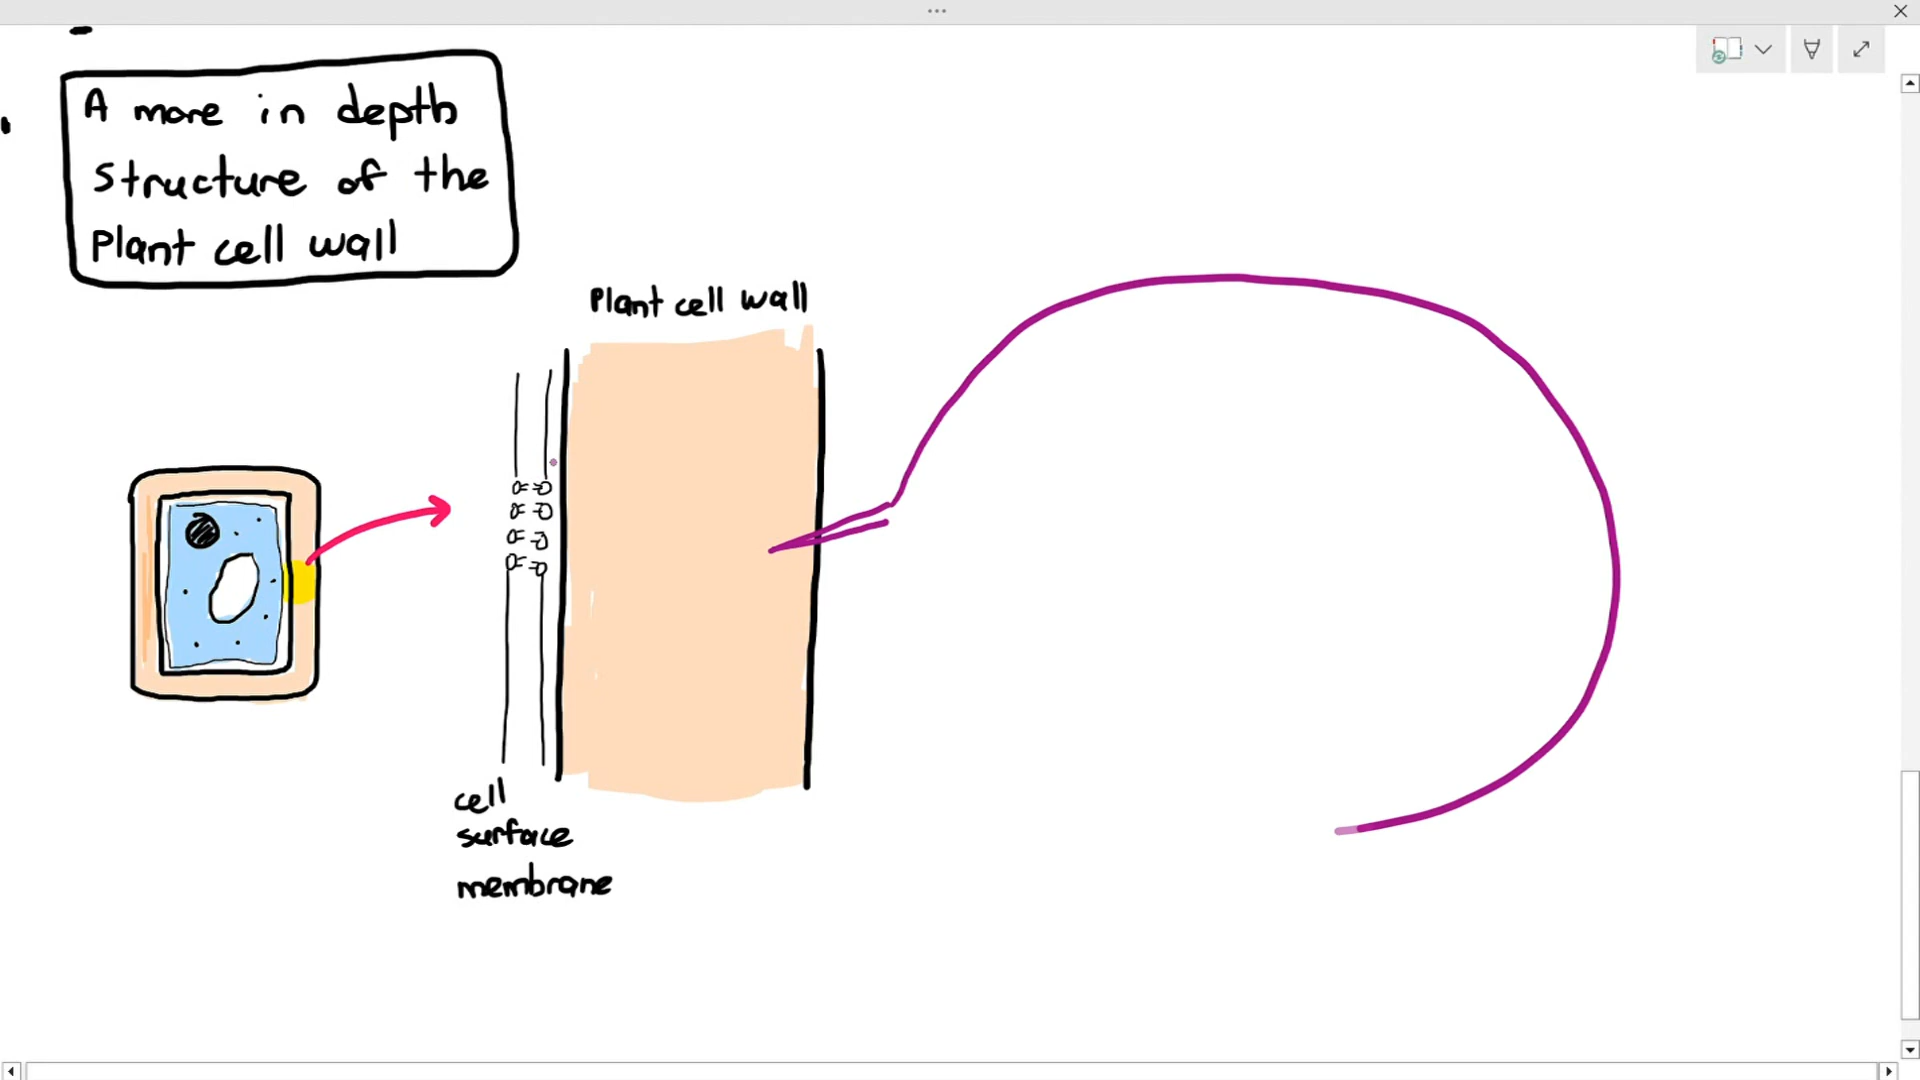 A more in depth
structure of the
Plant cell wall
Plant cell wall
cell
surface
membrane